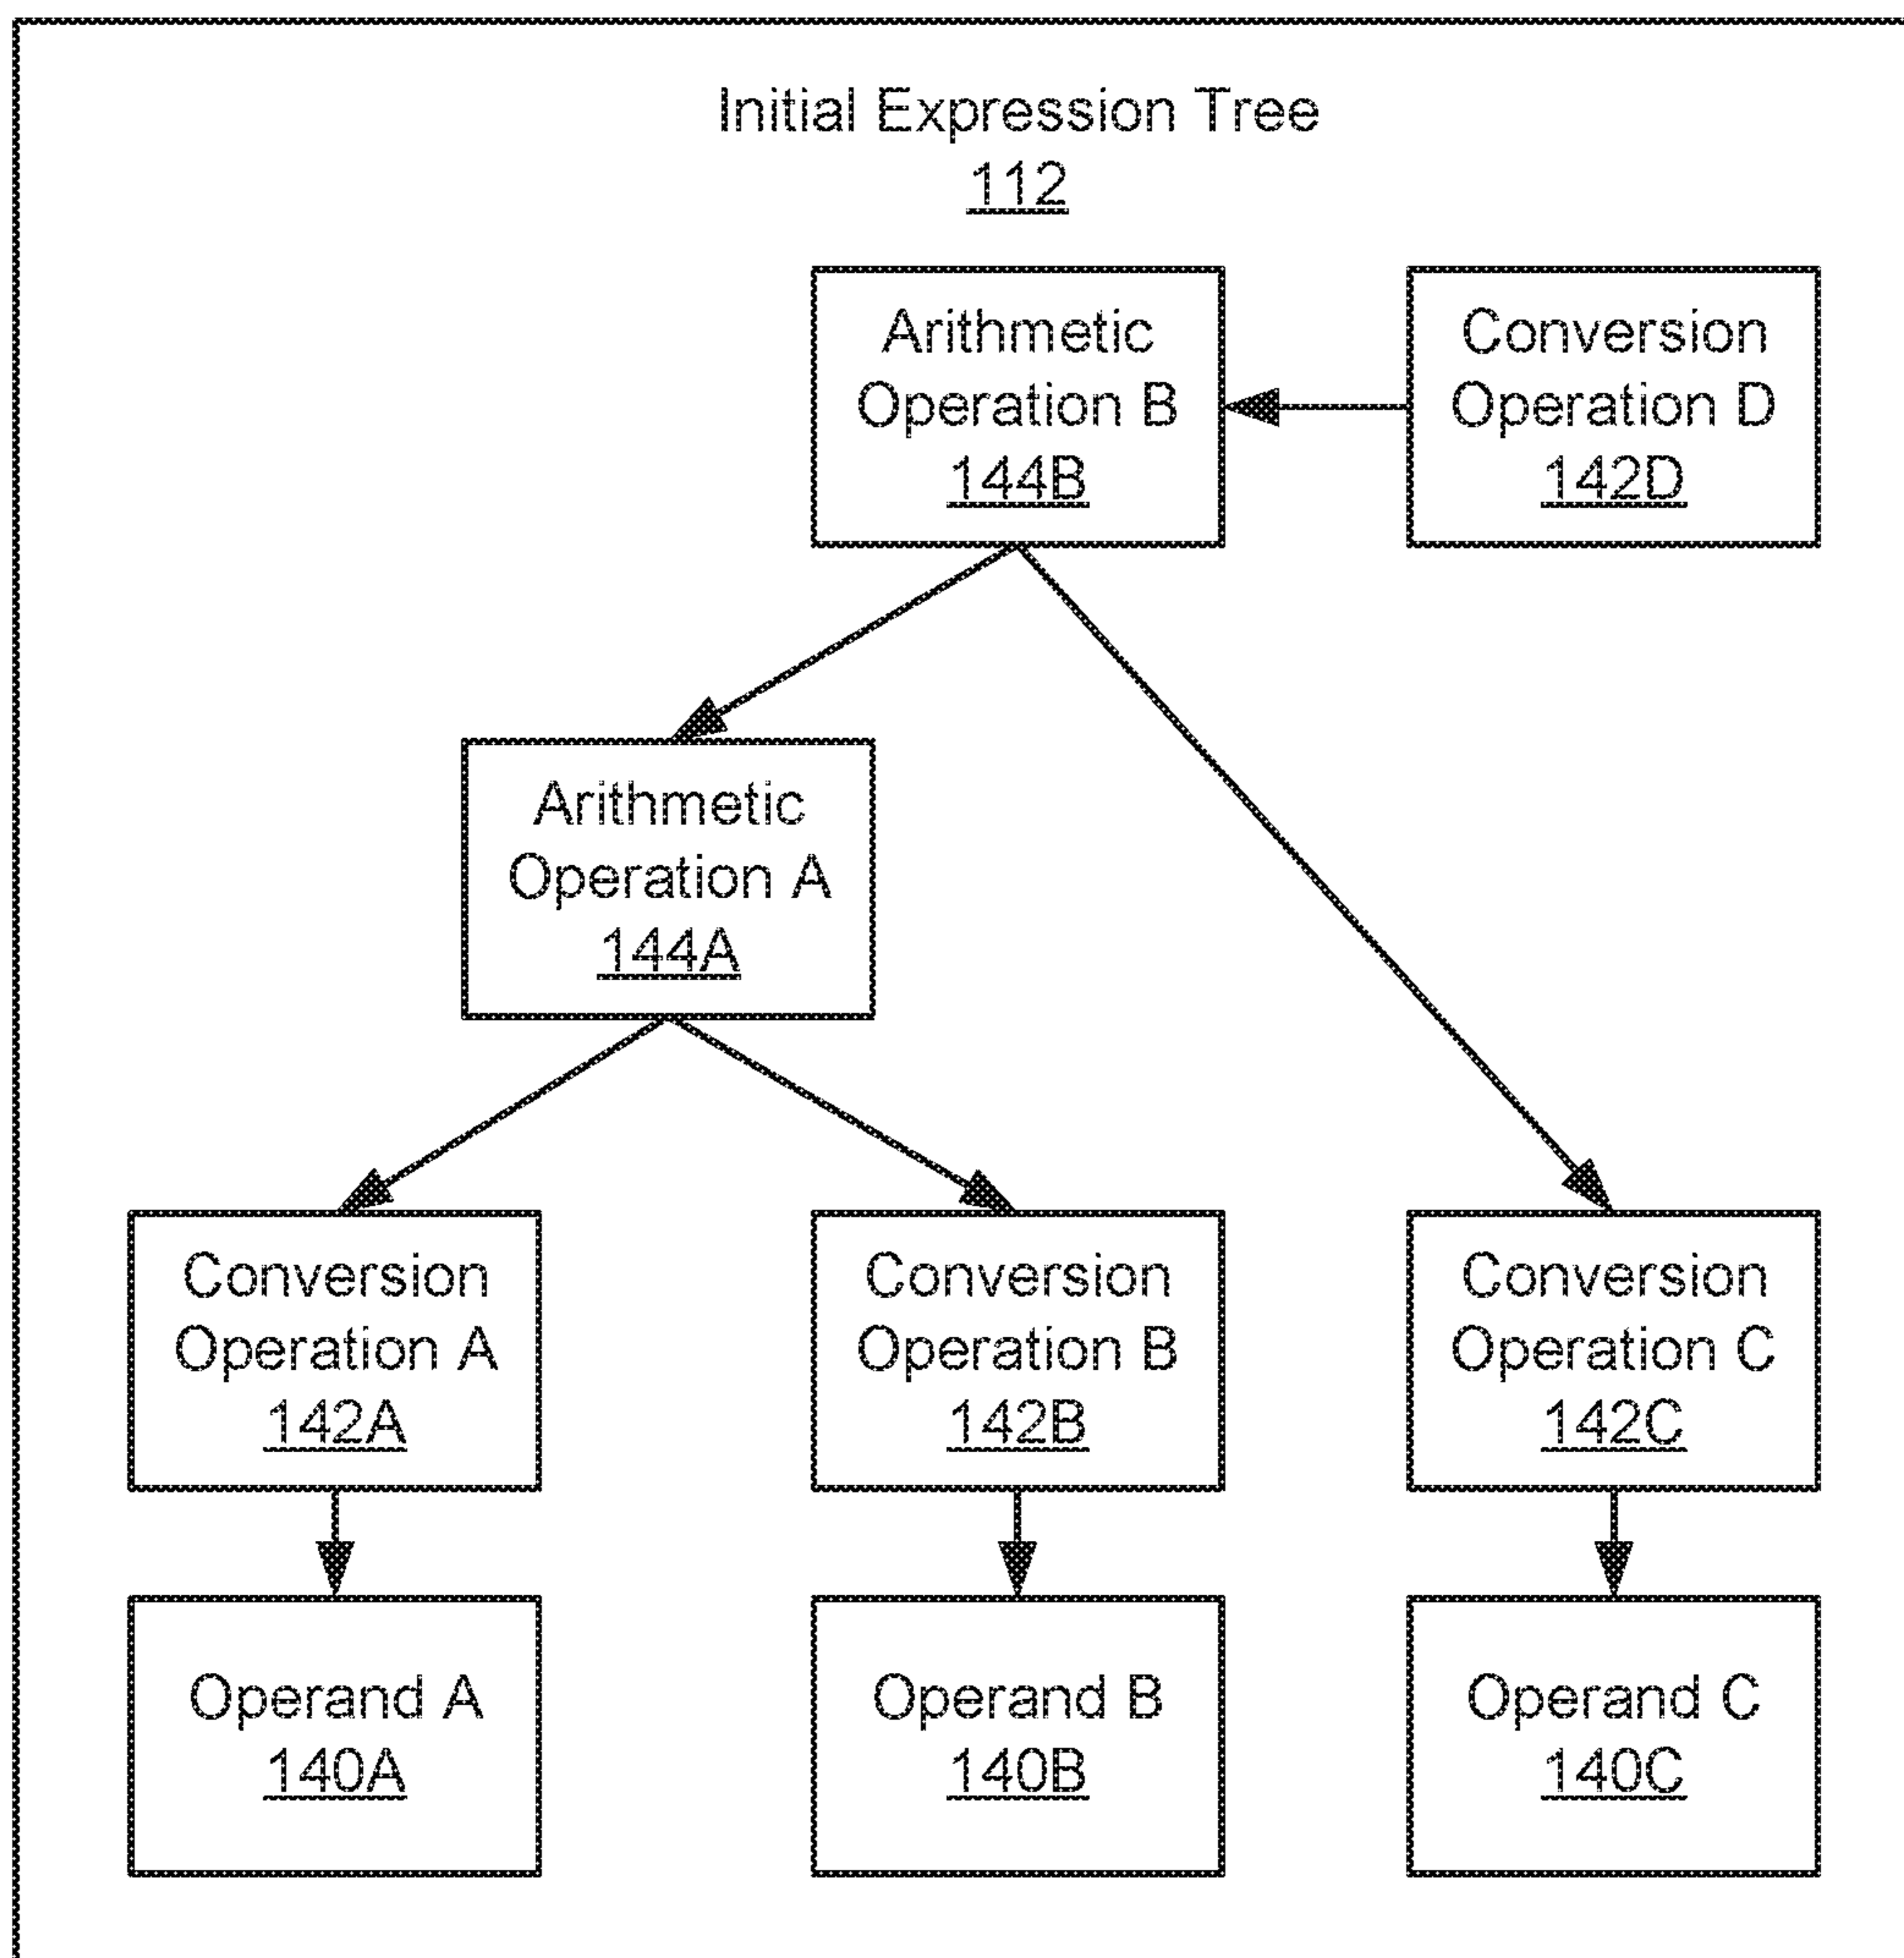 Initial Expression Tree
112
Arithmetic
Operation B
144B
Conversion
Operation D
142D
Arithmetic
Operation A
144A
Conversion
Operation A
142A
Conversion
Operation B
142B
Conversion
Operation C
142C
Operand A
140A
Operand B
140B
Operand C
140C